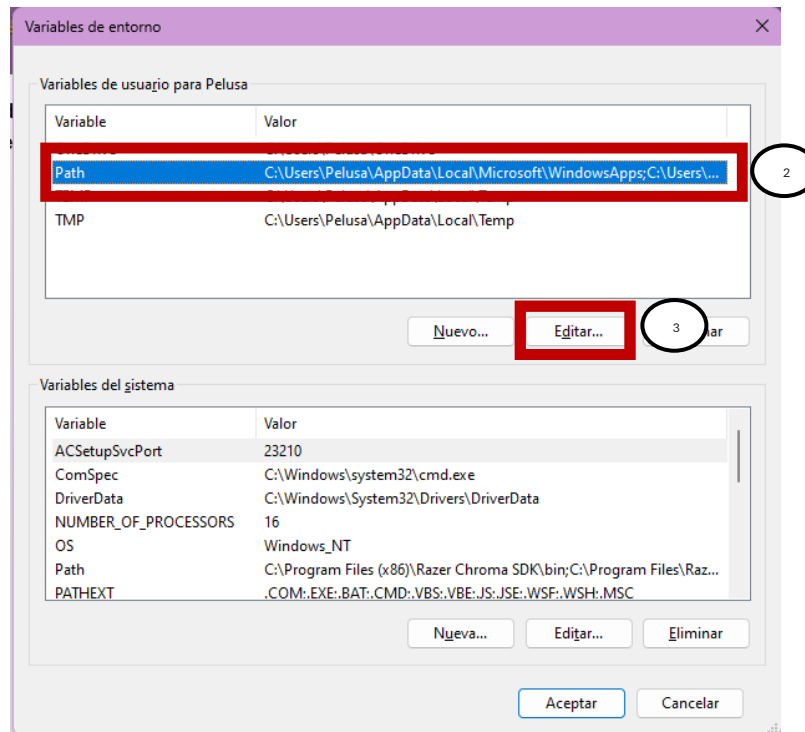 Variables de entorno
Variables de usuario para Pelusa
Variable Valor
Path C:\Users\Pelusa\AppData\Local\Microsoft\WindowsApps;C:\Users\...
2
TMP C:\Users\Pelusa\AppData\Local\Temp
Nuevo... Editar... 3 ar
Variables del sistema
Variable Valor
ACSetupSvcPort 23210
ComSpec C:\Windows\system32\cmd.exe
DriverData C:\Windows\System32\Drivers\DriverData
NUMBER_OF_PROCESSORS 16
OS Windows_NT
Path C:\Program Files (x86)\Razer Chroma SDK\bin;C:\Program Files\Raz...
PATHEXT .COM;.EXE;.BAT;.CMD;.VBS;.VBE;.JS;.JSE;.WSF;.WSH;.MSC
Nueva... Editar... Eliminar
Aceptar Cancelar